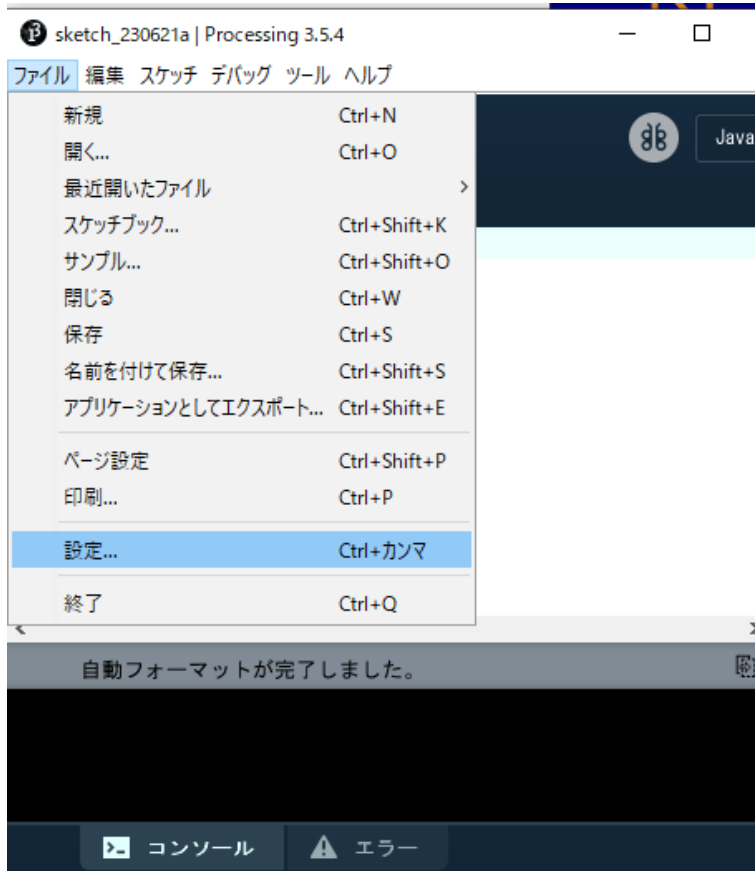 sketch_230621a | Processing 3.5.4
ファイル 編集 スケッチ デバッグ ツール ヘルプ
新規 Ctrl+N
開く... Ctrl+O
最近開いたファイル
スケッチブック... Ctrl+Shift+K
サンプル... Ctrl+Shift+O
閉じる Ctrl+W
保存 Ctrl+S
名前を付けて保存... Ctrl+Shift+S
アプリケーションとしてエクスポート... Ctrl+Shift+E
ページ設定 Ctrl+Shift+P
印刷... Ctrl+P
設定... Ctrl+カンマ
終了 Ctrl+Q
Java
自動フォーマットが完了しました。
コンソール エラー